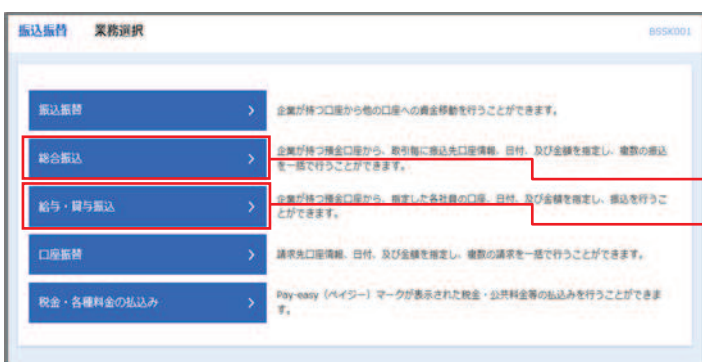 振込振替 業務選択 BSSK001
振込振替 > 企業が持つ口座から他の口座への資金移動を行うことができます。
総合振込 > 企業が持つ預金口座から、取引毎に振込先口座情報、日付、及び金額を指定し、複数の振込
を一括で行うことができます。
給与・賞与振込 > 企業が持つ預金口座から、指定した各社員の口座、日付、及び金額を指定し、振込を行うこ
とができます。
口座振替 > 請求先口座情報、日付、及び金額を指定し、複数の請求を一括で行うことができます。
税金・各種料金の払込み > Pay-easy（ペイジー）マークが表示された税金・公共料金等の払込みを行うことができま
す。